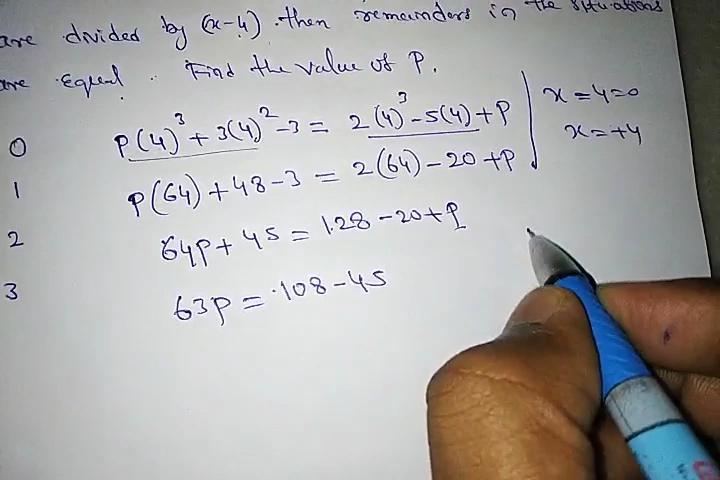 are divided by (x-4) then remainders in the situations
are equal. Find the value of P.
0 P(4)³ + 3(4)² - 3 = 2(4)³ - 5(4) + P
x = 4 = 0
x = +4
1 P(64) + 48 - 3 = 2(64) - 20 + P
2 64P + 45 = 128 - 20 + P
3 63P = 108 - 45